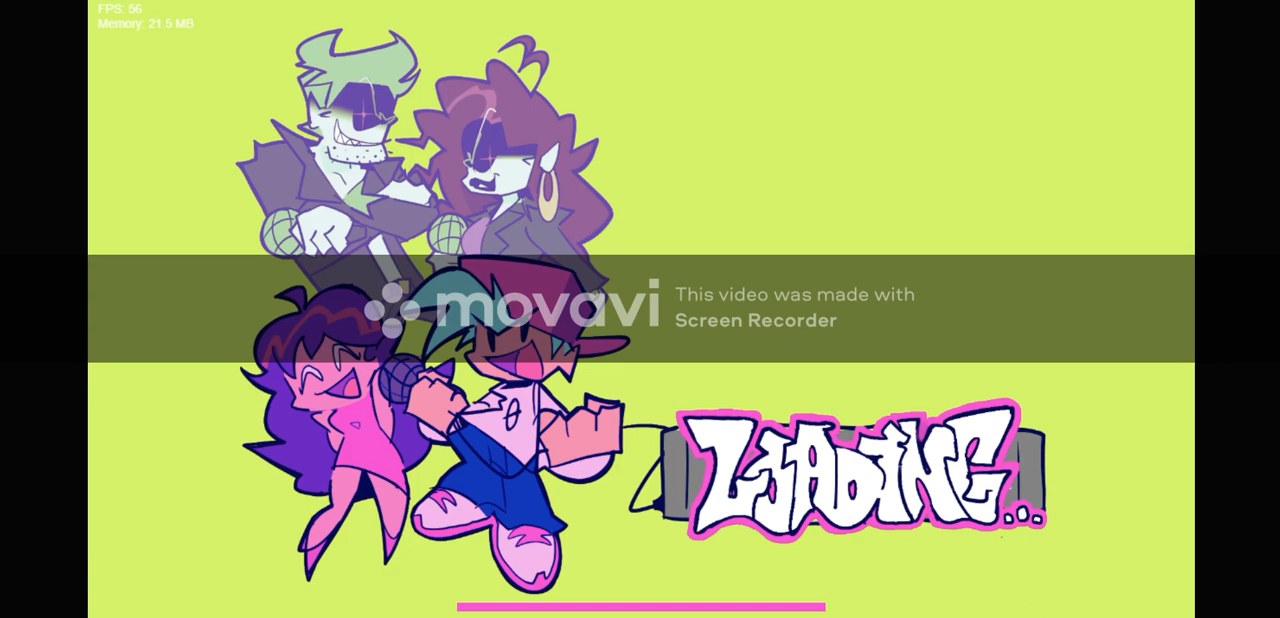 FPS: 56
Memory: 21.5 MB
movavi
This video was made with
Screen Recorder
LOADING...